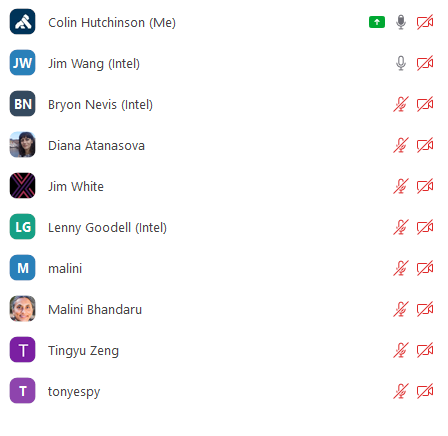 Colin Hutchinson (Me)
JW Jim Wang (Intel)
BN Bryon Nevis (Intel)
Diana Atanasova
Jim White
LG Lenny Goodell (Intel)
M malini
Malini Bhandaru
T Tingyu Zeng
T tonyespy